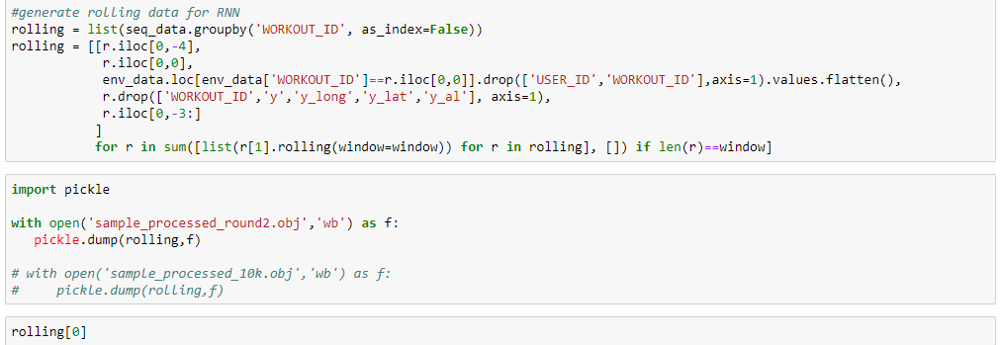 #generate rolling data for RNN
rolling = list(seq_data.groupby('WORKOUT_ID', as_index=False))
rolling = [[r.iloc[0,-4],
            r.iloc[0,0],
            env_data.loc[env_data['WORKOUT_ID']==r.iloc[0,0]].drop(['USER_ID','WORKOUT_ID'],axis=1).values.flatten(),
            r.drop(['WORKOUT_ID','y','y_long','y_lat','y_al'], axis=1),
            r.iloc[0,-3:]
           ]
           for r in sum([list(r[1].rolling(window=window)) for r in rolling], []) if len(r)==window]
import pickle
with open('sample_processed_round2.obj','wb') as f:
   pickle.dump(rolling,f)
# with open('sample_processed_10k.obj','wb') as f:
#     pickle.dump(rolling,f)
rolling[0]